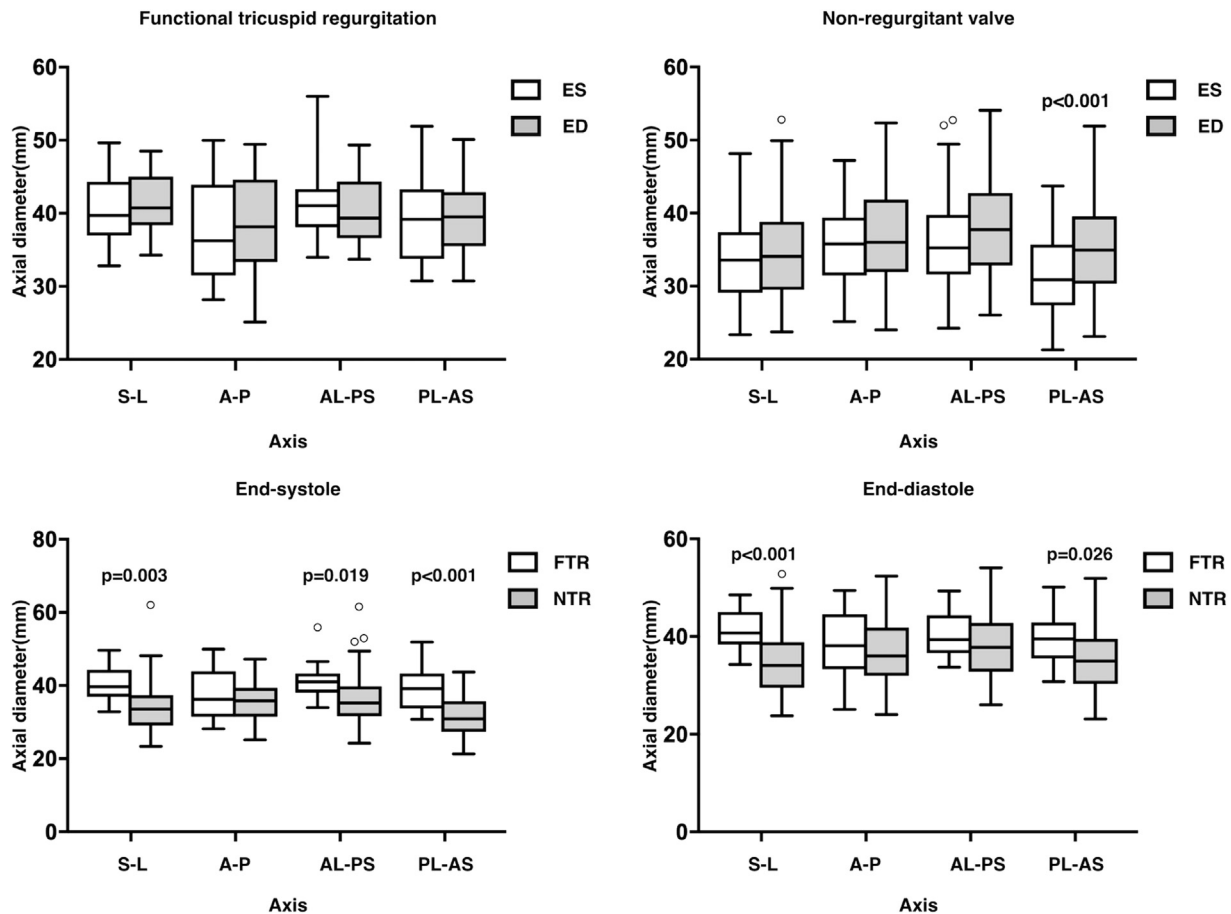 Functional tricuspid regurgitation
60
50
40
30
20
Axial diameter(mm)
ES
ED
S-L
A-P
AL-PS
PL-AS
Axis
Non-regurgitant valve
60
50
40
30
20
Axial diameter(mm)
p<0.001
ES
ED
S-L
A-P
AL-PS
PL-AS
Axis
End-systole
80
60
40
20
0
Axial diameter(mm)
p=0.003
p=0.019
p<0.001
FTR
NTR
S-L
A-P
AL-PS
PL-AS
Axis
End-diastole
60
40
20
0
Axial diameter(mm)
p<0.001
p=0.026
FTR
NTR
S-L
A-P
AL-PS
PL-AS
Axis